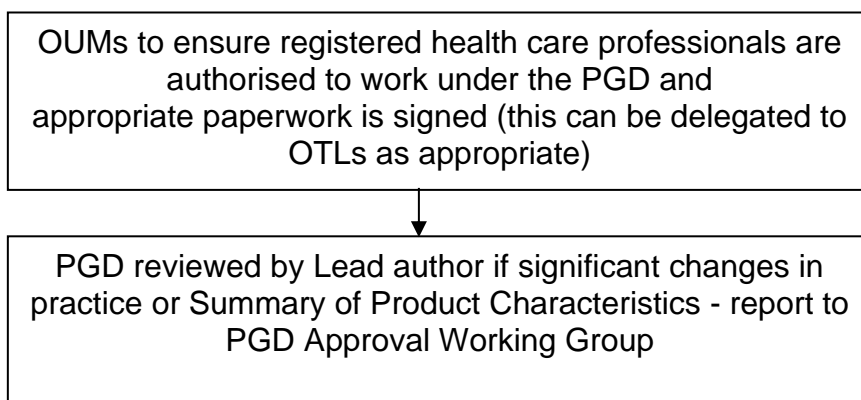 OUMs to ensure registered health care professionals are
authorised to work under the PGD and
appropriate paperwork is signed (this can be delegated to
OTLs as appropriate)
PGD reviewed by Lead author if significant changes in
practice or Summary of Product Characteristics - report to
PGD Approval Working Group